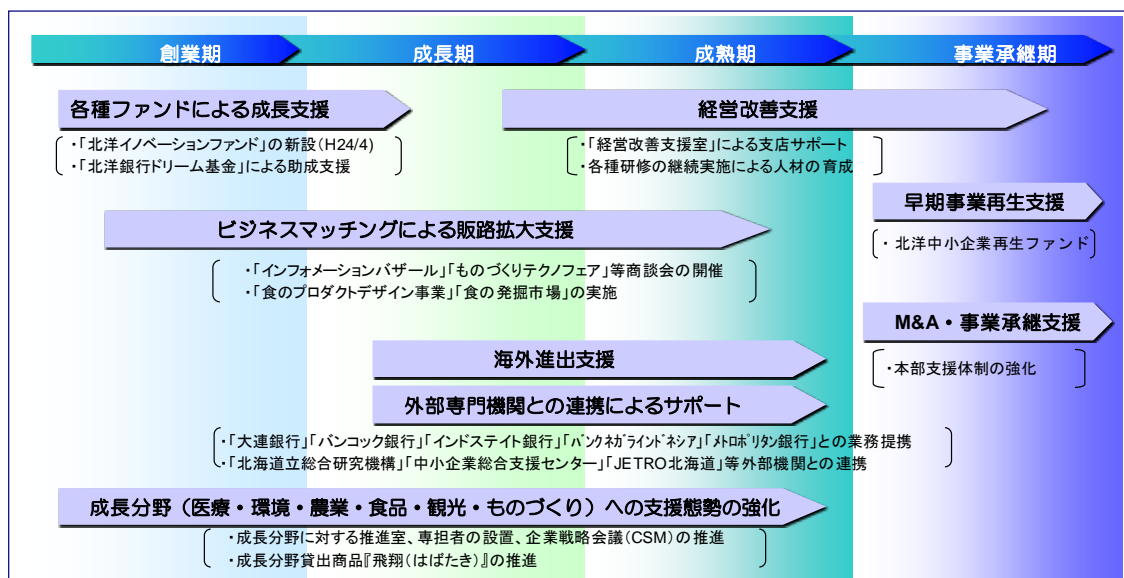 創業期
成長期
成熟期
事業承継期
各種ファンドによる成長支援
・「北洋イノベーションファンド」の新設(H24/4)
・「北洋銀行ドリーム基金」による助成支援
経営改善支援
・「経営改善支援室」による支店サポート
・各種研修の継続実施による人材の育成
早期事業再生支援
・北洋中小企業再生ファンド
ビジネスマッチングによる販路拡大支援
・「インフォメーションバザール」「ものづくりテクノフェア」等商談会の開催
・「食のプロダクトデザイン事業」「食の発掘市場」の実施
M&A・事業承継支援
・本部支援体制の強化
海外進出支援
外部専門機関との連携によるサポート
・「大連銀行」「バンコック銀行」「インドステイト銀行」「バンクネガラインドネシア」「メトロポリタン銀行」との業務提携
・「北海道立総合研究機構」「中小企業総合支援センター」「JETRO北海道」等外部機関との連携
成長分野（医療・環境・農業・食品・観光・ものづくり）への支援態勢の強化
・成長分野に対する推進室、専担者の設置、企業戦略会議(CSM)の推進
・成長分野貸出商品『飛翔(はばたき)』の推進